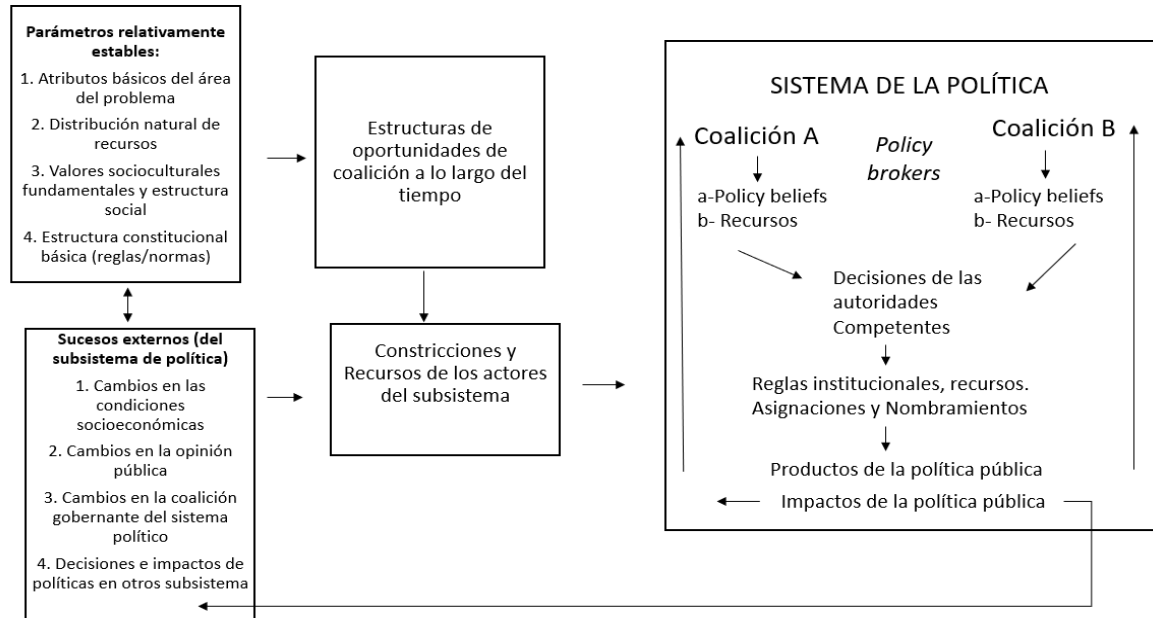 Parámetros relativamente
estables:
1. Atributos básicos del área
del problema
2. Distribución natural de
recursos
3. Valores socioculturales
fundamentales y estructura
social
4. Estructura constitucional
básica (reglas/normas)
Sucesos externos (del
subsistema de política)
1. Cambios en las
condiciones
socioeconómicas
2. Cambios en la opinión
pública
3. Cambios en la coalición
gobernante del sistema
político
4. Decisiones e impactos de
políticas en otros subsistema
Estructuras de
oportunidades de
coalición a lo largo del
tiempo
Constricciones y
Recursos de los actores
del subsistema
SISTEMA DE LA POLÍTICA
Coalición A
Policy
brokers
Coalición B
a-Policy beliefs
b- Recursos
a-Policy beliefs
b- Recursos
Decisiones de las
autoridades
Competentes
Reglas institucionales, recursos.
Asignaciones y Nombramientos
Productos de la política pública
Impactos de la política pública